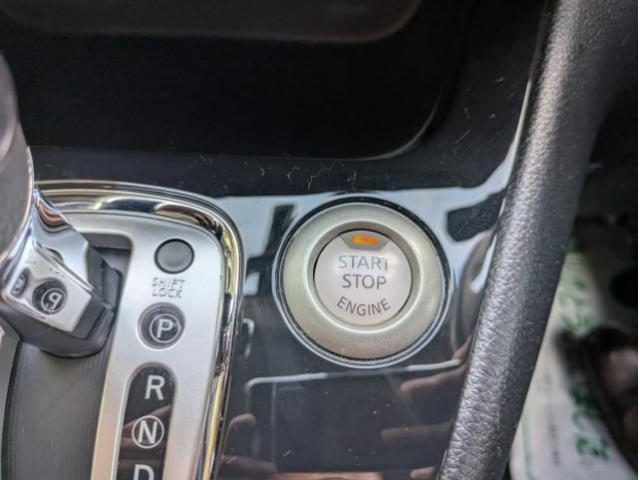 START
STOP
ENGINE
SHIFT
LOCK
P
R
N
D